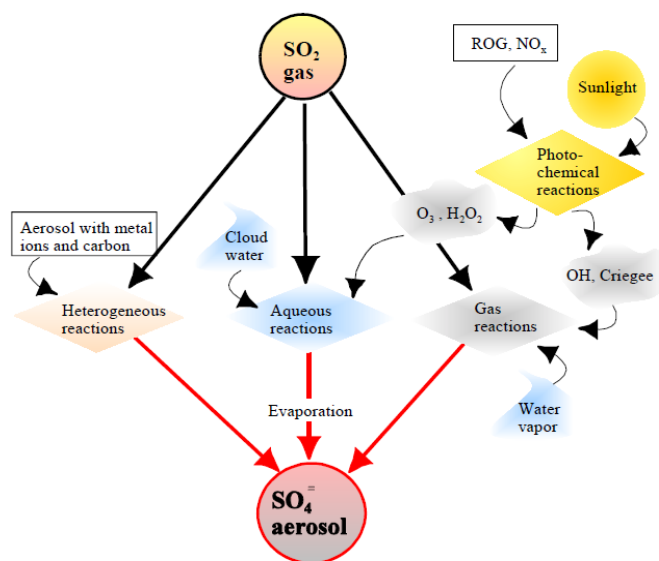 SO₂
gas
ROG, NOₓ
Sunlight
Photo-
chemical
reactions
O₃ , H₂O₂
Aerosol with metal
ions and carbon
Cloud
water
OH, Criegee
Heterogeneous
reactions
Aqueous
reactions
Gas
reactions
Evaporation
Water
vapor
SO₄⁼
aerosol